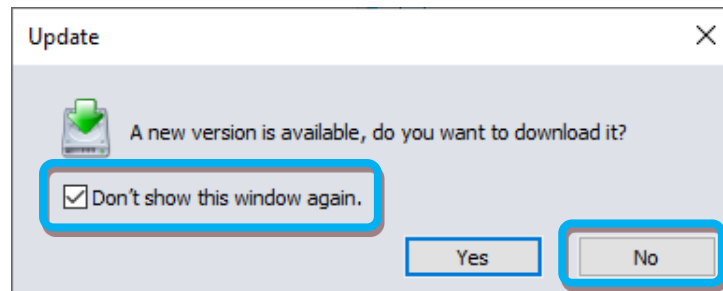 Update
A new version is available, do you want to download it?
Don't show this window again.
Yes
No